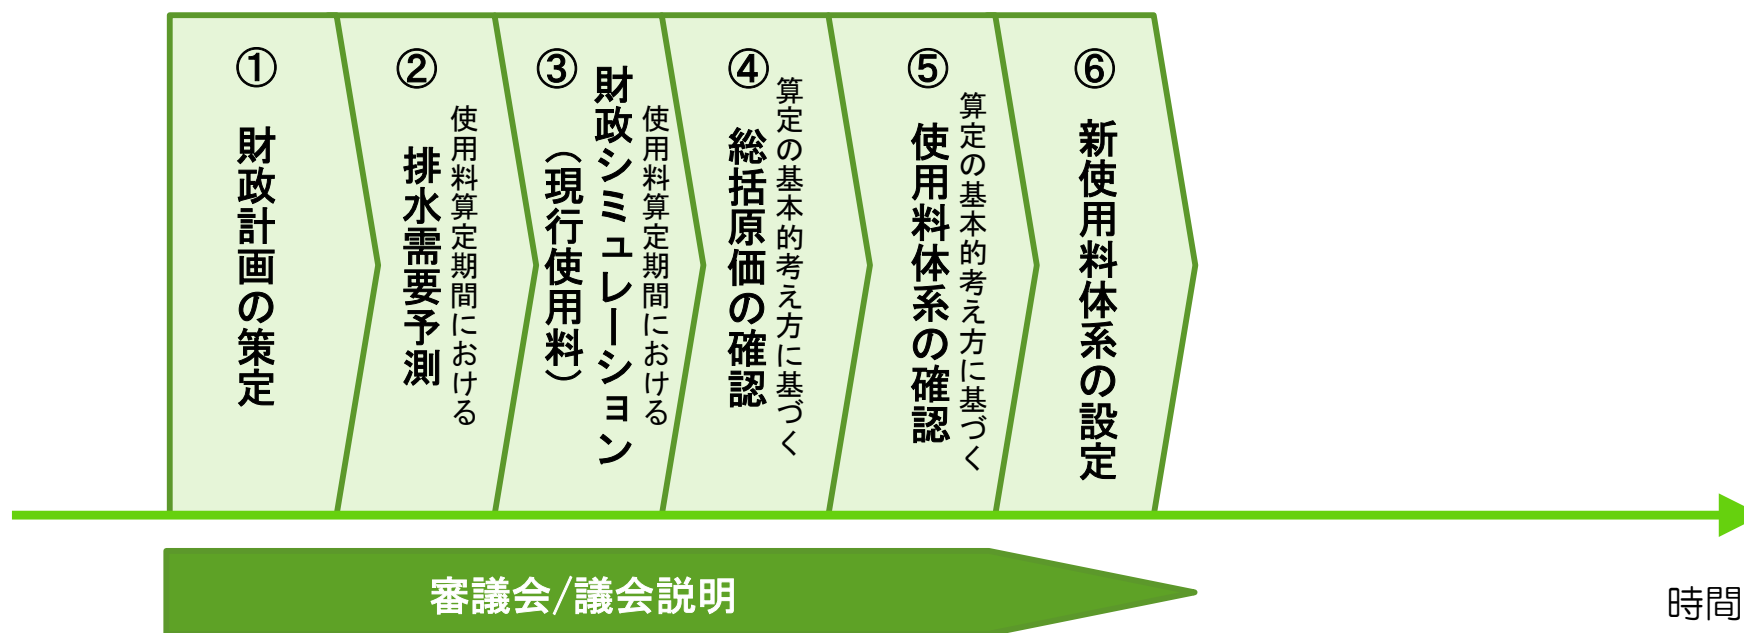 ①
財政計画の策定
②
使用料算定期間における
排水需要予測
③
使用料算定期間における
財政シミュレーション
（現行使用料）
④
算定の基本的考え方に基づく
総括原価の確認
⑤
算定の基本的考え方に基づく
使用料体系の確認
⑥
新使用料体系の設定
審議会/議会説明
時間